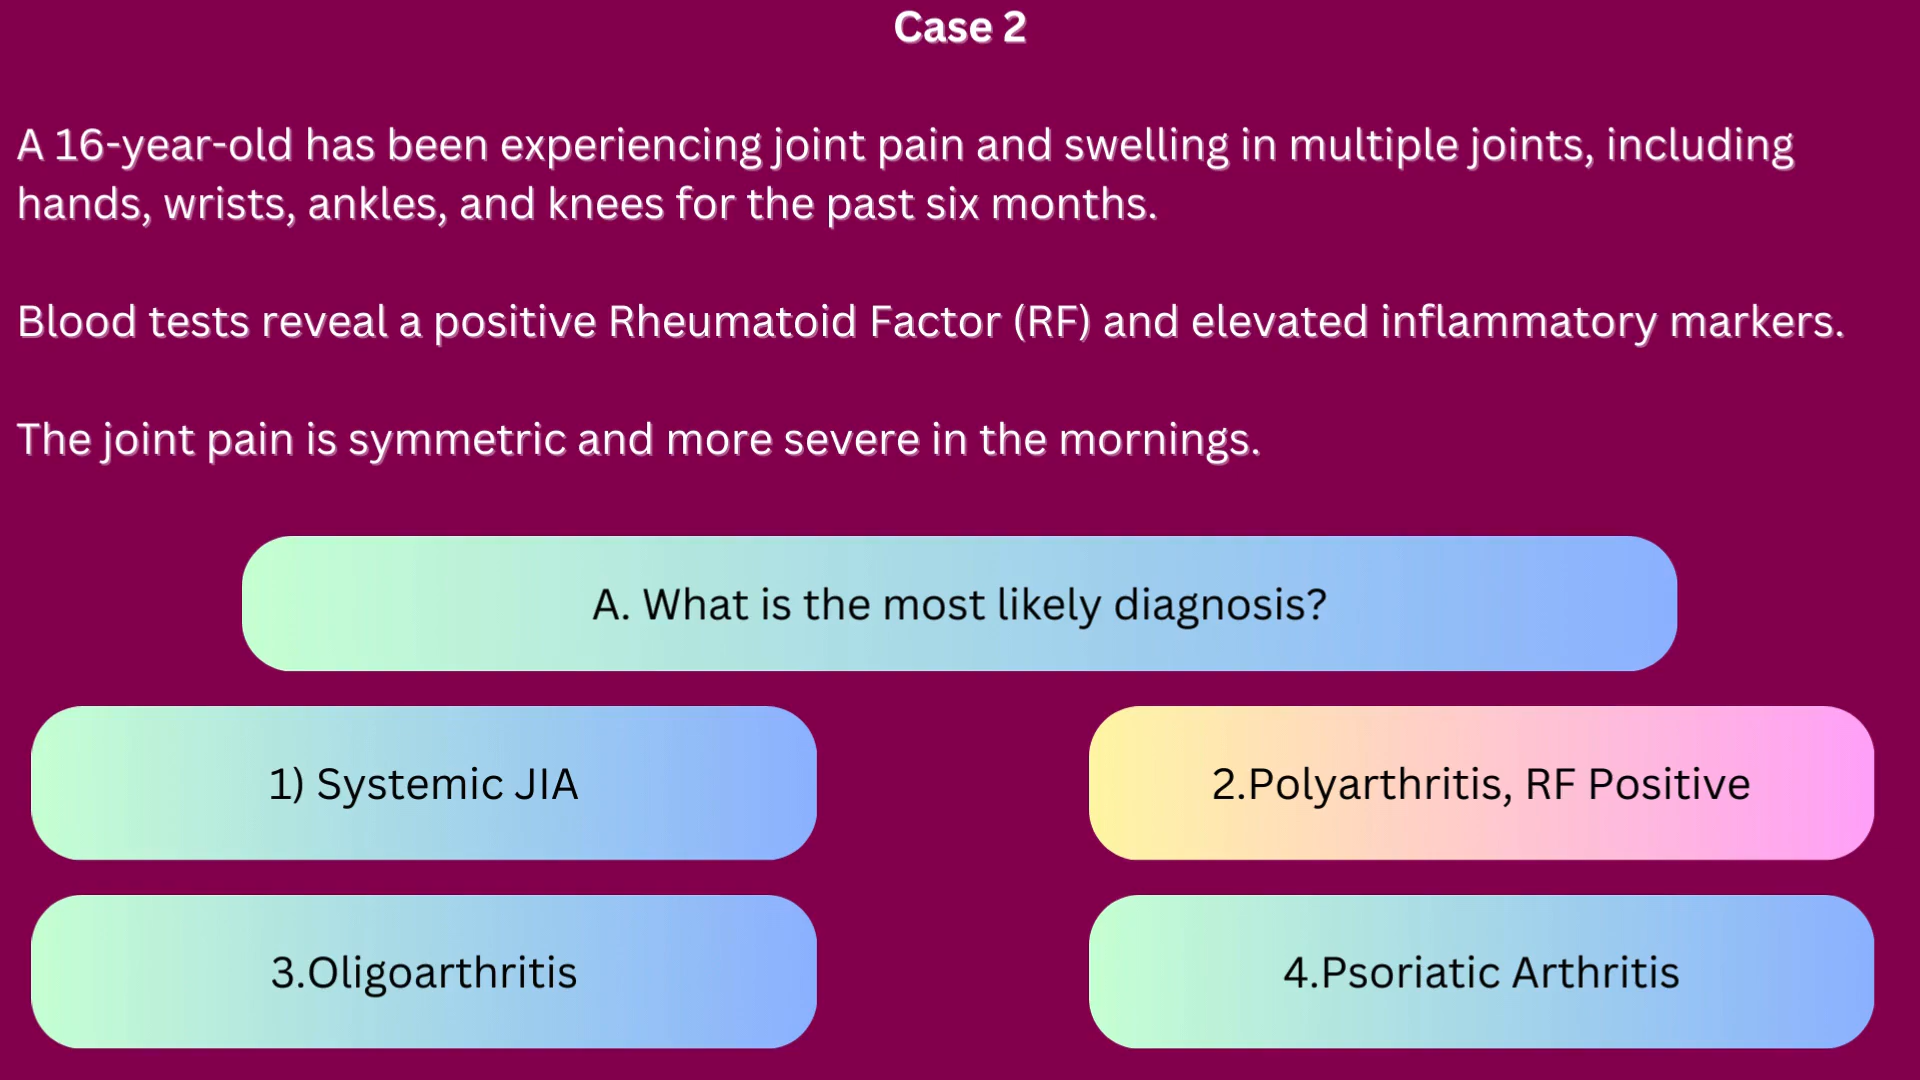 Case 2
A 16-year-old has been experiencing joint pain and swelling in multiple joints, including
hands, wrists, ankles, and knees for the past six months.
Blood tests reveal a positive Rheumatoid Factor (RF) and elevated inflammatory markers.
The joint pain is symmetric and more severe in the mornings.
A. What is the most likely diagnosis?
1) Systemic JIA
2.Polyarthritis, RF Positive
3.Oligoarthritis
4.Psoriatic Arthritis